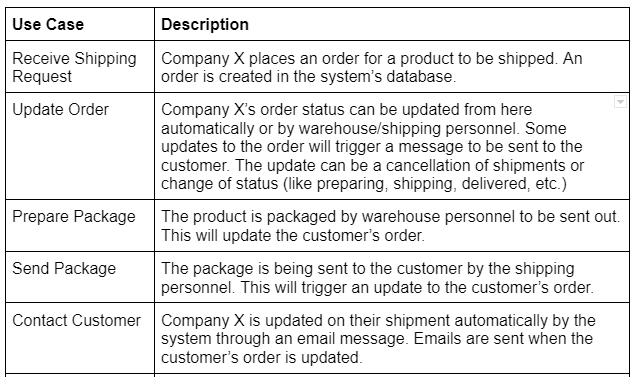 Use Case Description
Receive Shipping Company X places an order for a product to be shipped. An
Request order is created in the system's database.
Update Order Company X's order status can be updated from here
automatically or by warehouse/shipping personnel. Some
updates to the order will trigger a message to be sent to the
customer. The update can be a cancellation of shipments or
change of status (like preparing, shipping, delivered, etc.)
Prepare Package The product is packaged by warehouse personnel to be sent out.
This will update the customer's order.
Send Package The package is being sent to the customer by the shipping
personnel. This will trigger an update to the customer's order.
Contact Customer Company X is updated on their shipment automatically by the
system through an email message. Emails are sent when the
customer's order is updated.